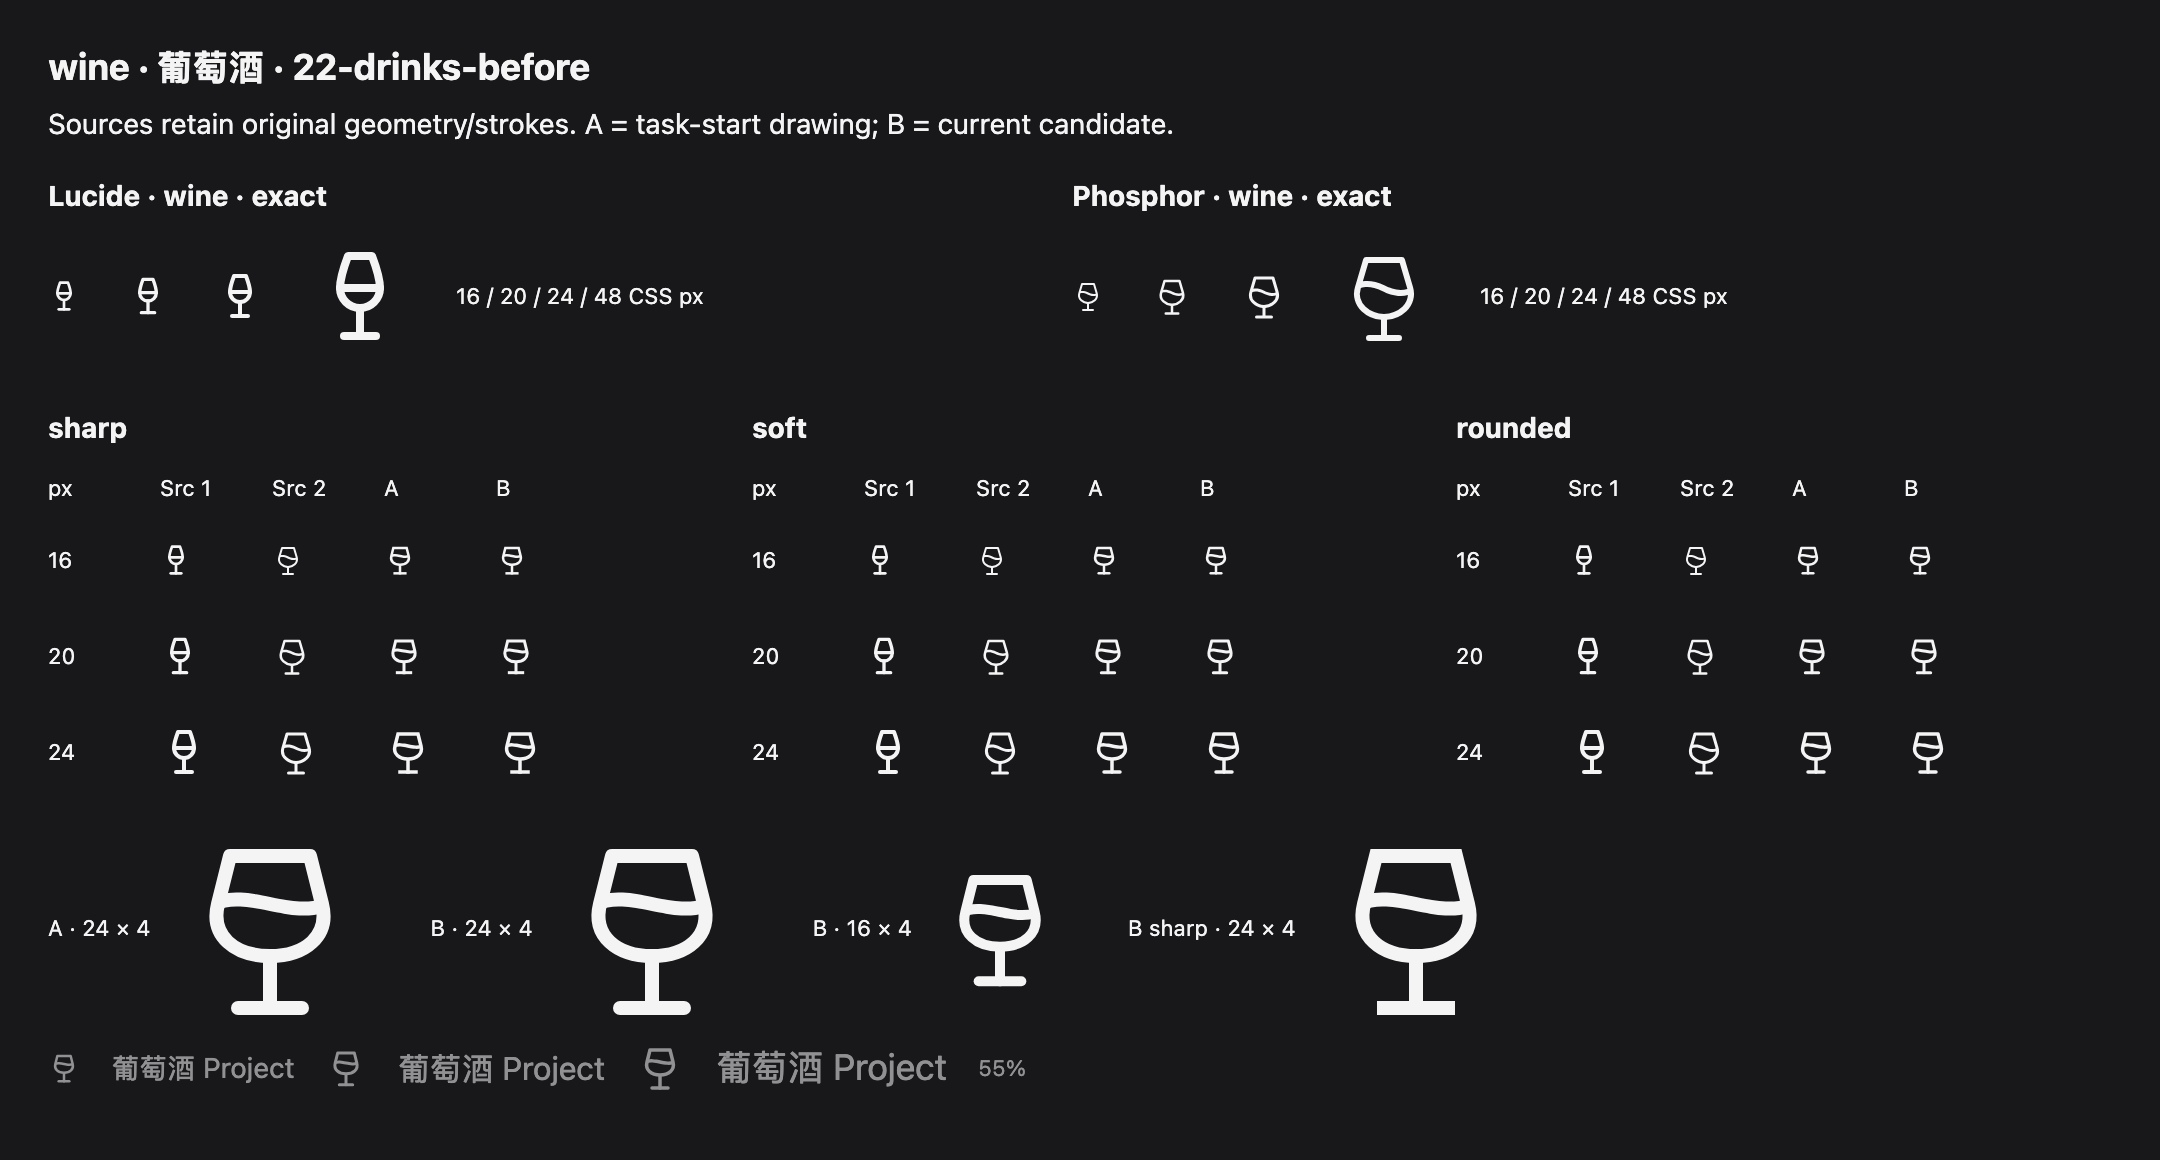 wine · 葡萄酒 · 22-drinks-before
Sources retain original geometry/strokes. A = task-start drawing; B = current candidate.
Lucide · wine · exact
16 / 20 / 24 / 48 CSS px
Phosphor · wine · exact
16 / 20 / 24 / 48 CSS px
sharp
px Src 1 Src 2 A B
16
20
24
soft
px Src 1 Src 2 A B
16
20
24
rounded
px Src 1 Src 2 A B
16
20
24
A · 24 × 4
B · 24 × 4
B · 16 × 4
B sharp · 24 × 4
葡萄酒 Project 葡萄酒 Project 葡萄酒 Project 55%